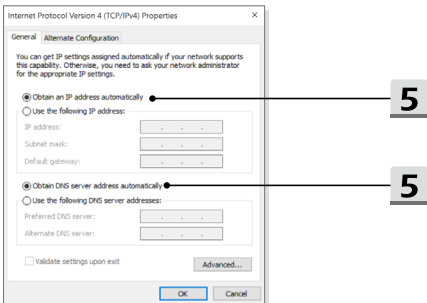 Internet Protocol Version 4 (TCP/IPv4) Properties
General Alternate Configuration
You can get IP settings assigned automatically if your network supports
this capability. Otherwise, you need to ask your network administrator
for the appropriate IP settings.
Obtain an IP address automatically
5
Use the following IP address:
IP address:
Subnet mask:
Default gateway:
Obtain DNS server address automatically
5
Use the following DNS server addresses:
Preferred DNS server:
Alternate DNS server:
Validate settings upon exit
Advanced...
OK Cancel